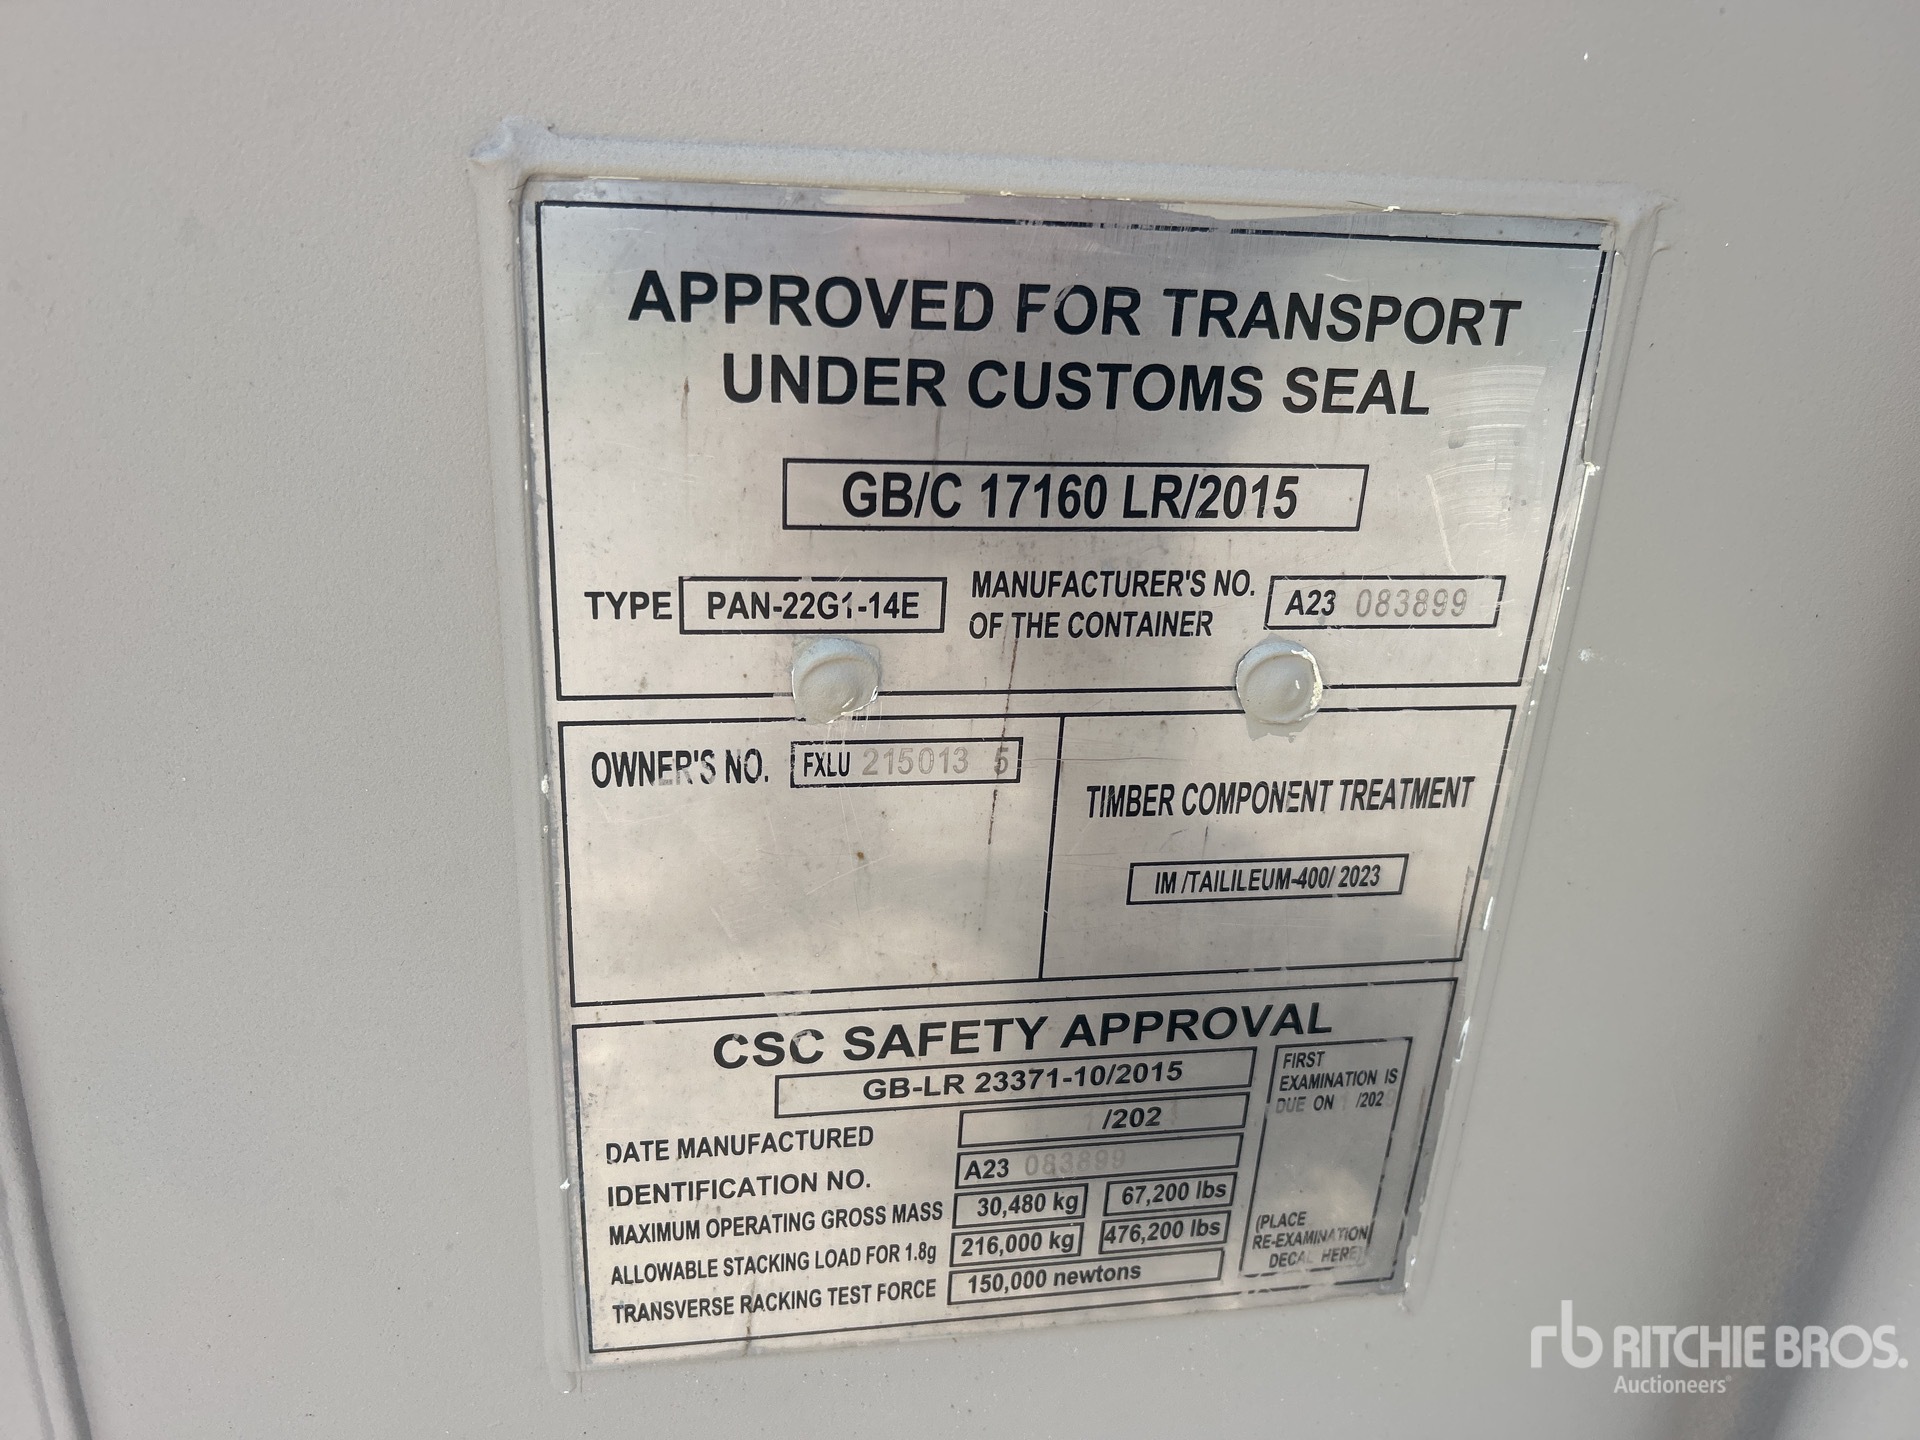 APPROVED FOR TRANSPORT
UNDER CUSTOMS SEAL
GB/C 17160 LR/2015
TYPE PAN-22G1-14E MANUFACTURER'S NO. OF THE CONTAINER A23 083899
OWNER'S NO. FXLU 215013 5
TIMBER COMPONENT TREATMENT
IM /TAILILEUM-400/ 2023
CSC SAFETY APPROVAL
GB-LR 23371-10/2015
DATE MANUFACTURED /202
IDENTIFICATION NO. A23 083899
MAXIMUM OPERATING GROSS MASS 30,480 kg 67,200 lbs
ALLOWABLE STACKING LOAD FOR 1.8g 216,000 kg 476,200 lbs
TRANSVERSE RACKING TEST FORCE 150,000 newtons
FIRST
EXAMINATION IS
DUE ON /202
(PLACE
RE-EXAMINATION
DECAL HERE)
rb RITCHIE BROS.
Auctioneers